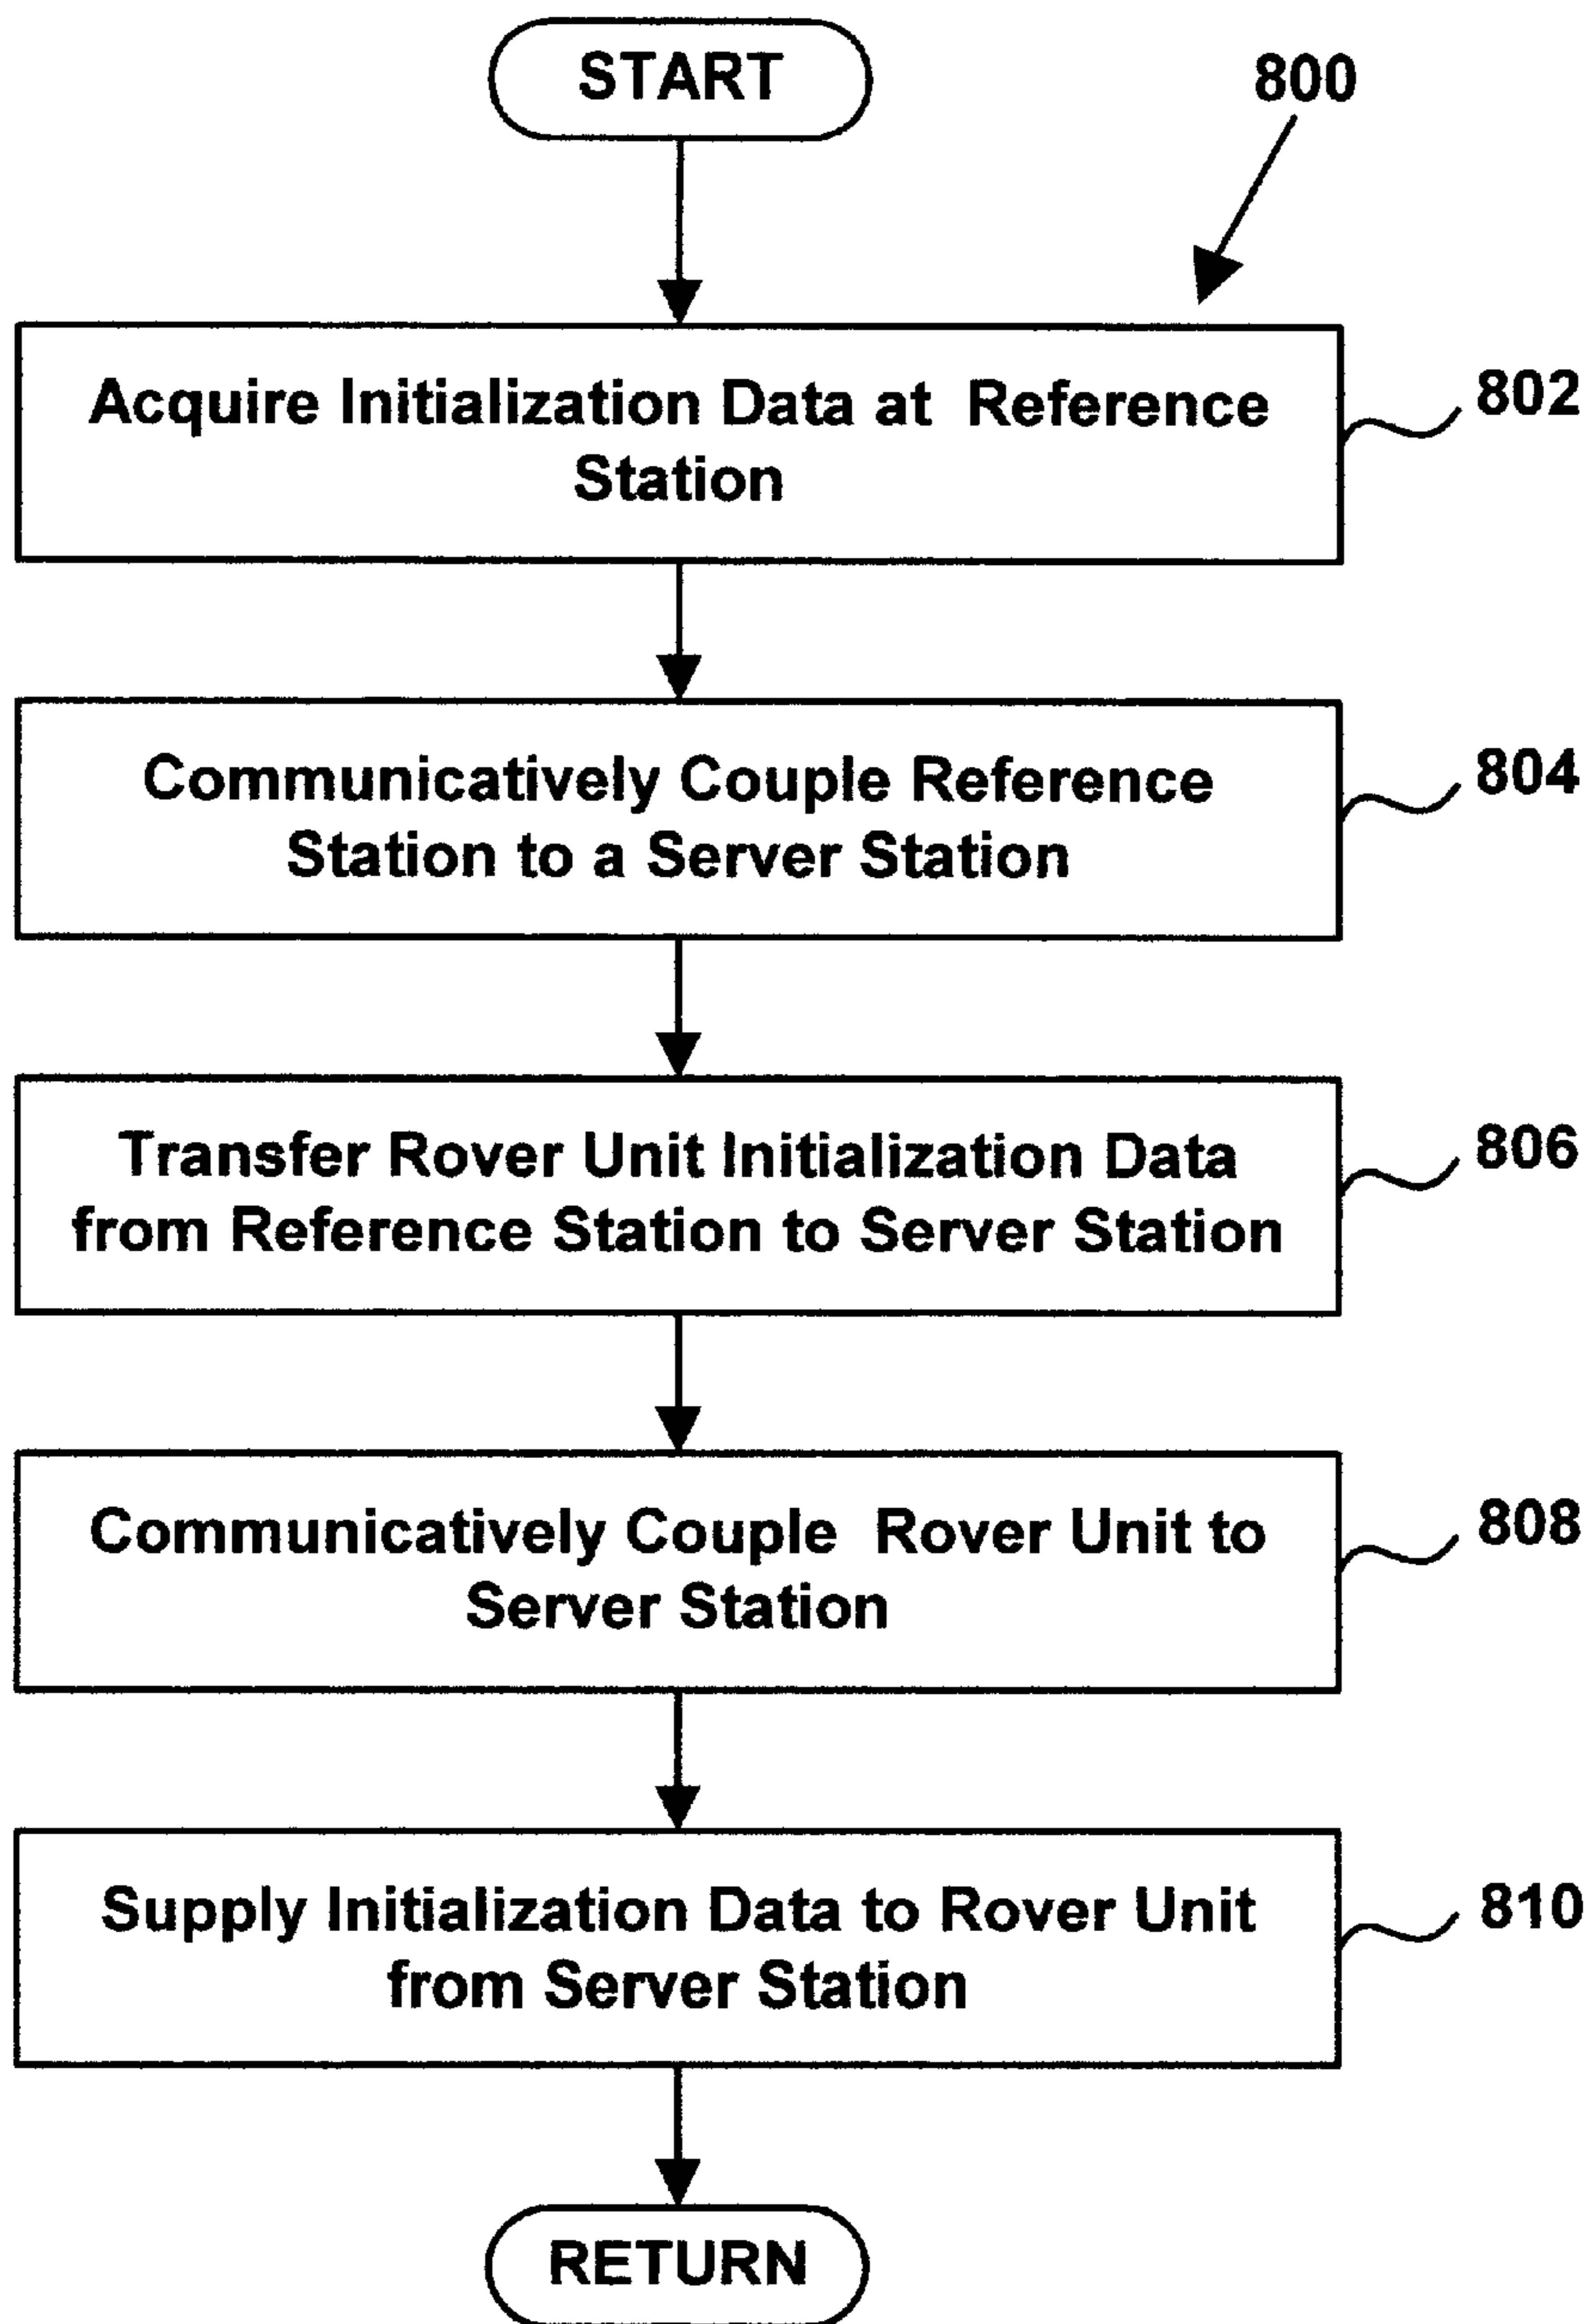 START
800
Acquire Initialization Data at Reference
Station
802
Communicatively Couple Reference
Station to a Server Station
804
Transfer Rover Unit Initialization Data
from Reference Station to Server Station
806
Communicatively Couple Rover Unit to
Server Station
808
Supply Initialization Data to Rover Unit
from Server Station
810
RETURN